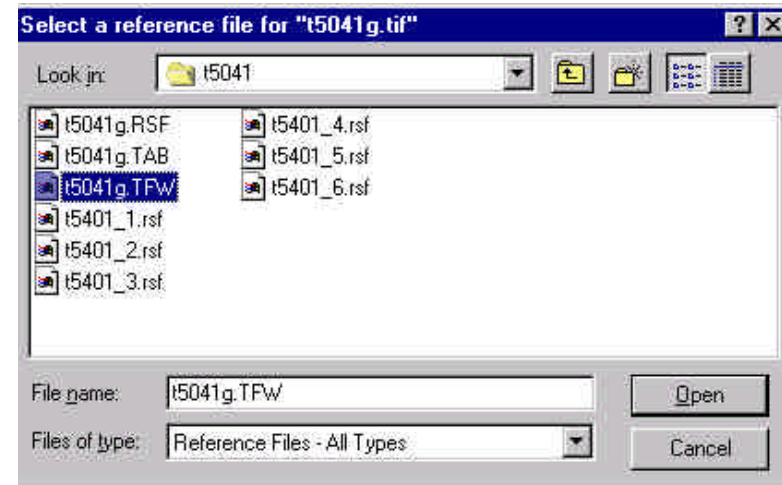 Select a reference file for "t5041g.tif"
Look in: t5041
t5041g.RSF
t5041g.TAB
t5041g.TFW
t5401_1.rsf
t5401_2.rsf
t5401_3.rsf
t5401_4.rsf
t5401_5.rsf
t5401_6.rsf
File name: t5041g.TFW Open
Files of type: Reference Files - All Types Cancel